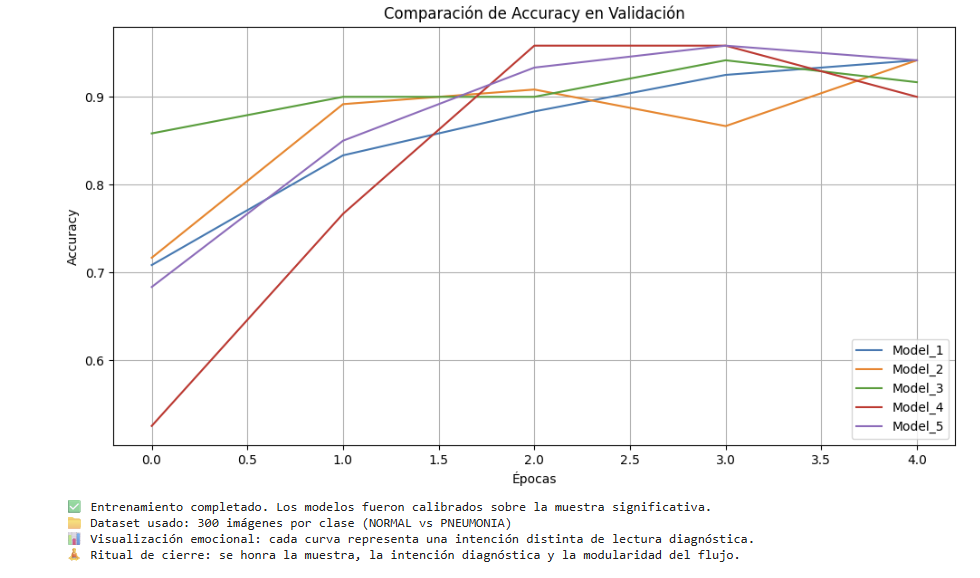 Comparación de Accuracy en Validación
Accuracy
0.9
0.8
0.7
0.6
Model_1
Model_2
Model_3
Model_4
Model_5
0.0 0.5 1.0 1.5 2.0 2.5 3.0 3.5 4.0
Épocas
✅ Entrenamiento completado. Los modelos fueron calibrados sobre la muestra significativa.
📁 Dataset usado: 300 imágenes por clase (NORMAL vs PNEUMONIA)
📊 Visualización emocional: cada curva representa una intención distinta de lectura diagnóstica.
🧘 Ritual de cierre: se honra la muestra, la intención diagnóstica y la modularidad del flujo.